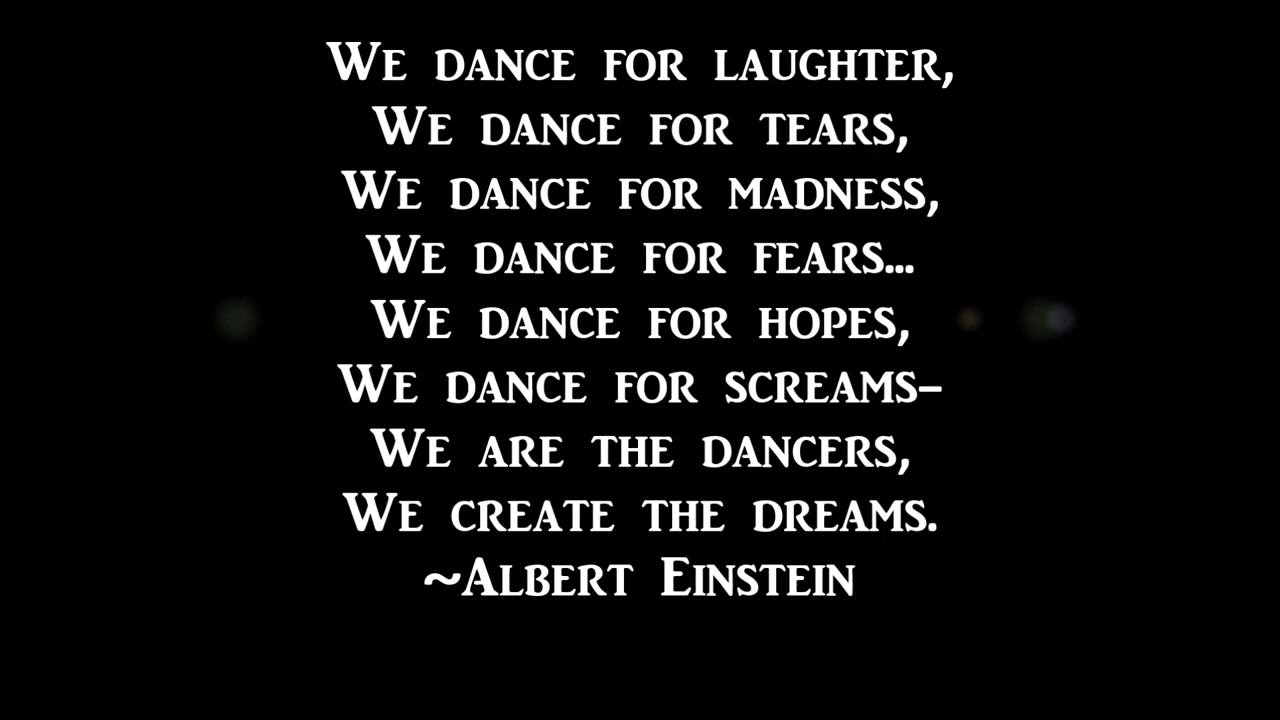 We dance for laughter,
We dance for tears,
We dance for madness,
We dance for fears...
We dance for hopes,
We dance for screams-
We are the dancers,
We create the dreams.
~Albert Einstein